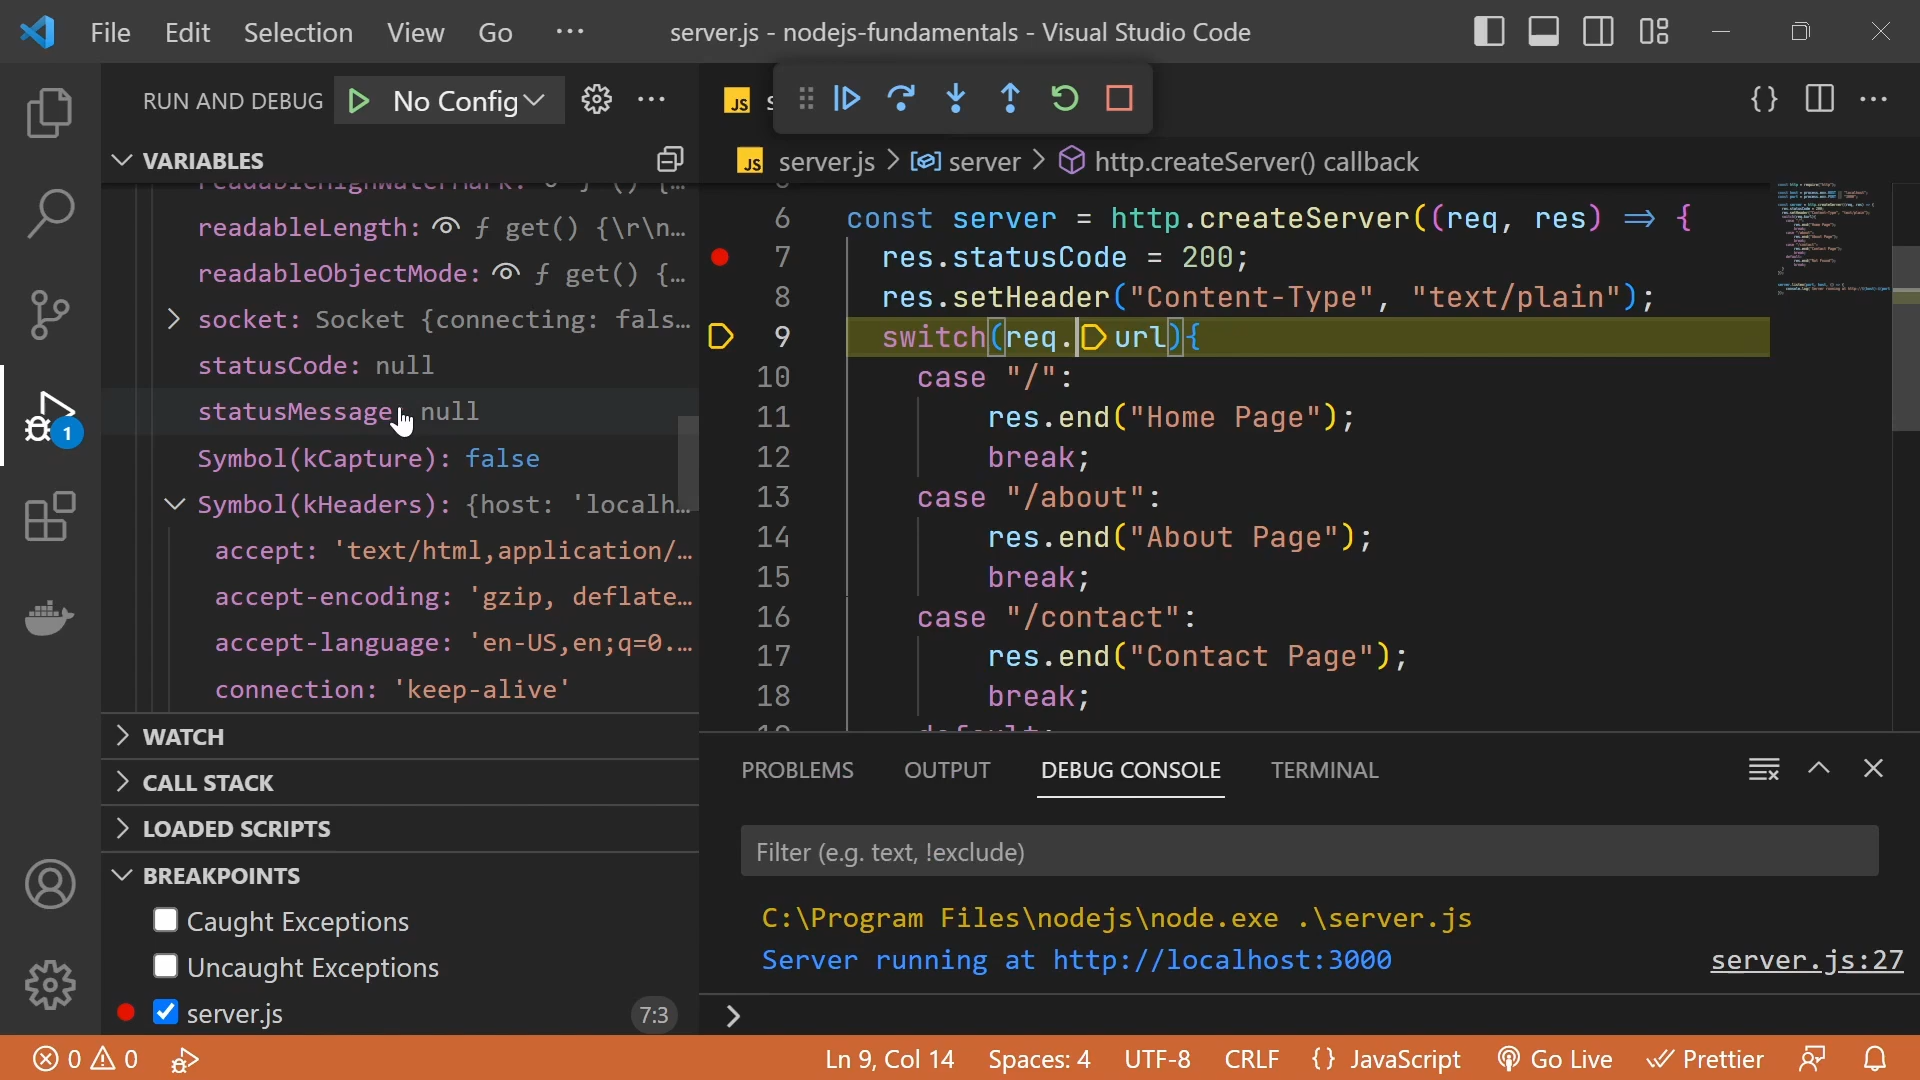 File Edit Selection View Go ··· server.js - nodejs-fundamentals - Visual Studio Code
RUN AND DEBUG No Config ···
VARIABLES
readableHighWaterMark:
readableLength: ƒ get() {\r\n…
readableObjectMode: ƒ get() {…
socket: Socket {connecting: fals…
statusCode: null
statusMessage: null
Symbol(kCapture): false
Symbol(kHeaders): {host: 'localh…
accept: 'text/html,application/…
accept-encoding: 'gzip, deflate…
accept-language: 'en-US,en;q=0.…
connection: 'keep-alive'
WATCH
CALL STACK
LOADED SCRIPTS
BREAKPOINTS
Caught Exceptions
Uncaught Exceptions
server.js 7:3
JS s
JS server.js > server > http.createServer() callback
6 const server = http.createServer((req, res) => {
7 res.statusCode = 200;
8 res.setHeader("Content-Type", "text/plain");
9 switch(req.url){
10 case "/":
11 res.end("Home Page");
12 break;
13 case "/about":
14 res.end("About Page");
15 break;
16 case "/contact":
17 res.end("Contact Page");
18 break;
19 default:
PROBLEMS OUTPUT DEBUG CONSOLE TERMINAL
Filter (e.g. text, !exclude)
C:\Program Files\nodejs\node.exe .\server.js
Server running at http://localhost:3000 server.js:27
>
1
0 0 Ln 9, Col 14 Spaces: 4 UTF-8 CRLF {} JavaScript Go Live Prettier